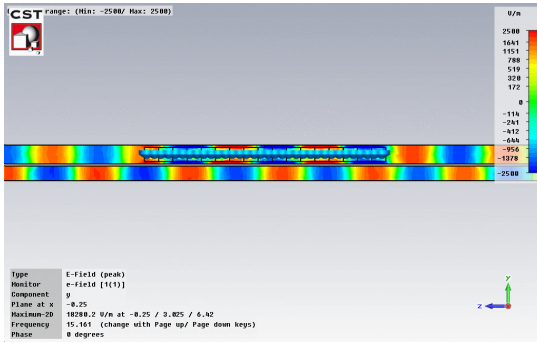 CST
range: (Min: -2500/ Max: 2500)
V/m
2500
1641
1151
780
519
320
172
0
-114
-241
-412
-644
-956
-1378
-2500
Type E-Field (peak)
Monitor e-field [1(1)]
Component y
Plane at x -0.25
Maximum-2D 18280.2 V/m at -0.25 / 3.025 / 6.42
Frequency 15.161 (change with Page up/ Page down keys)
Phase 0 degrees
y
z